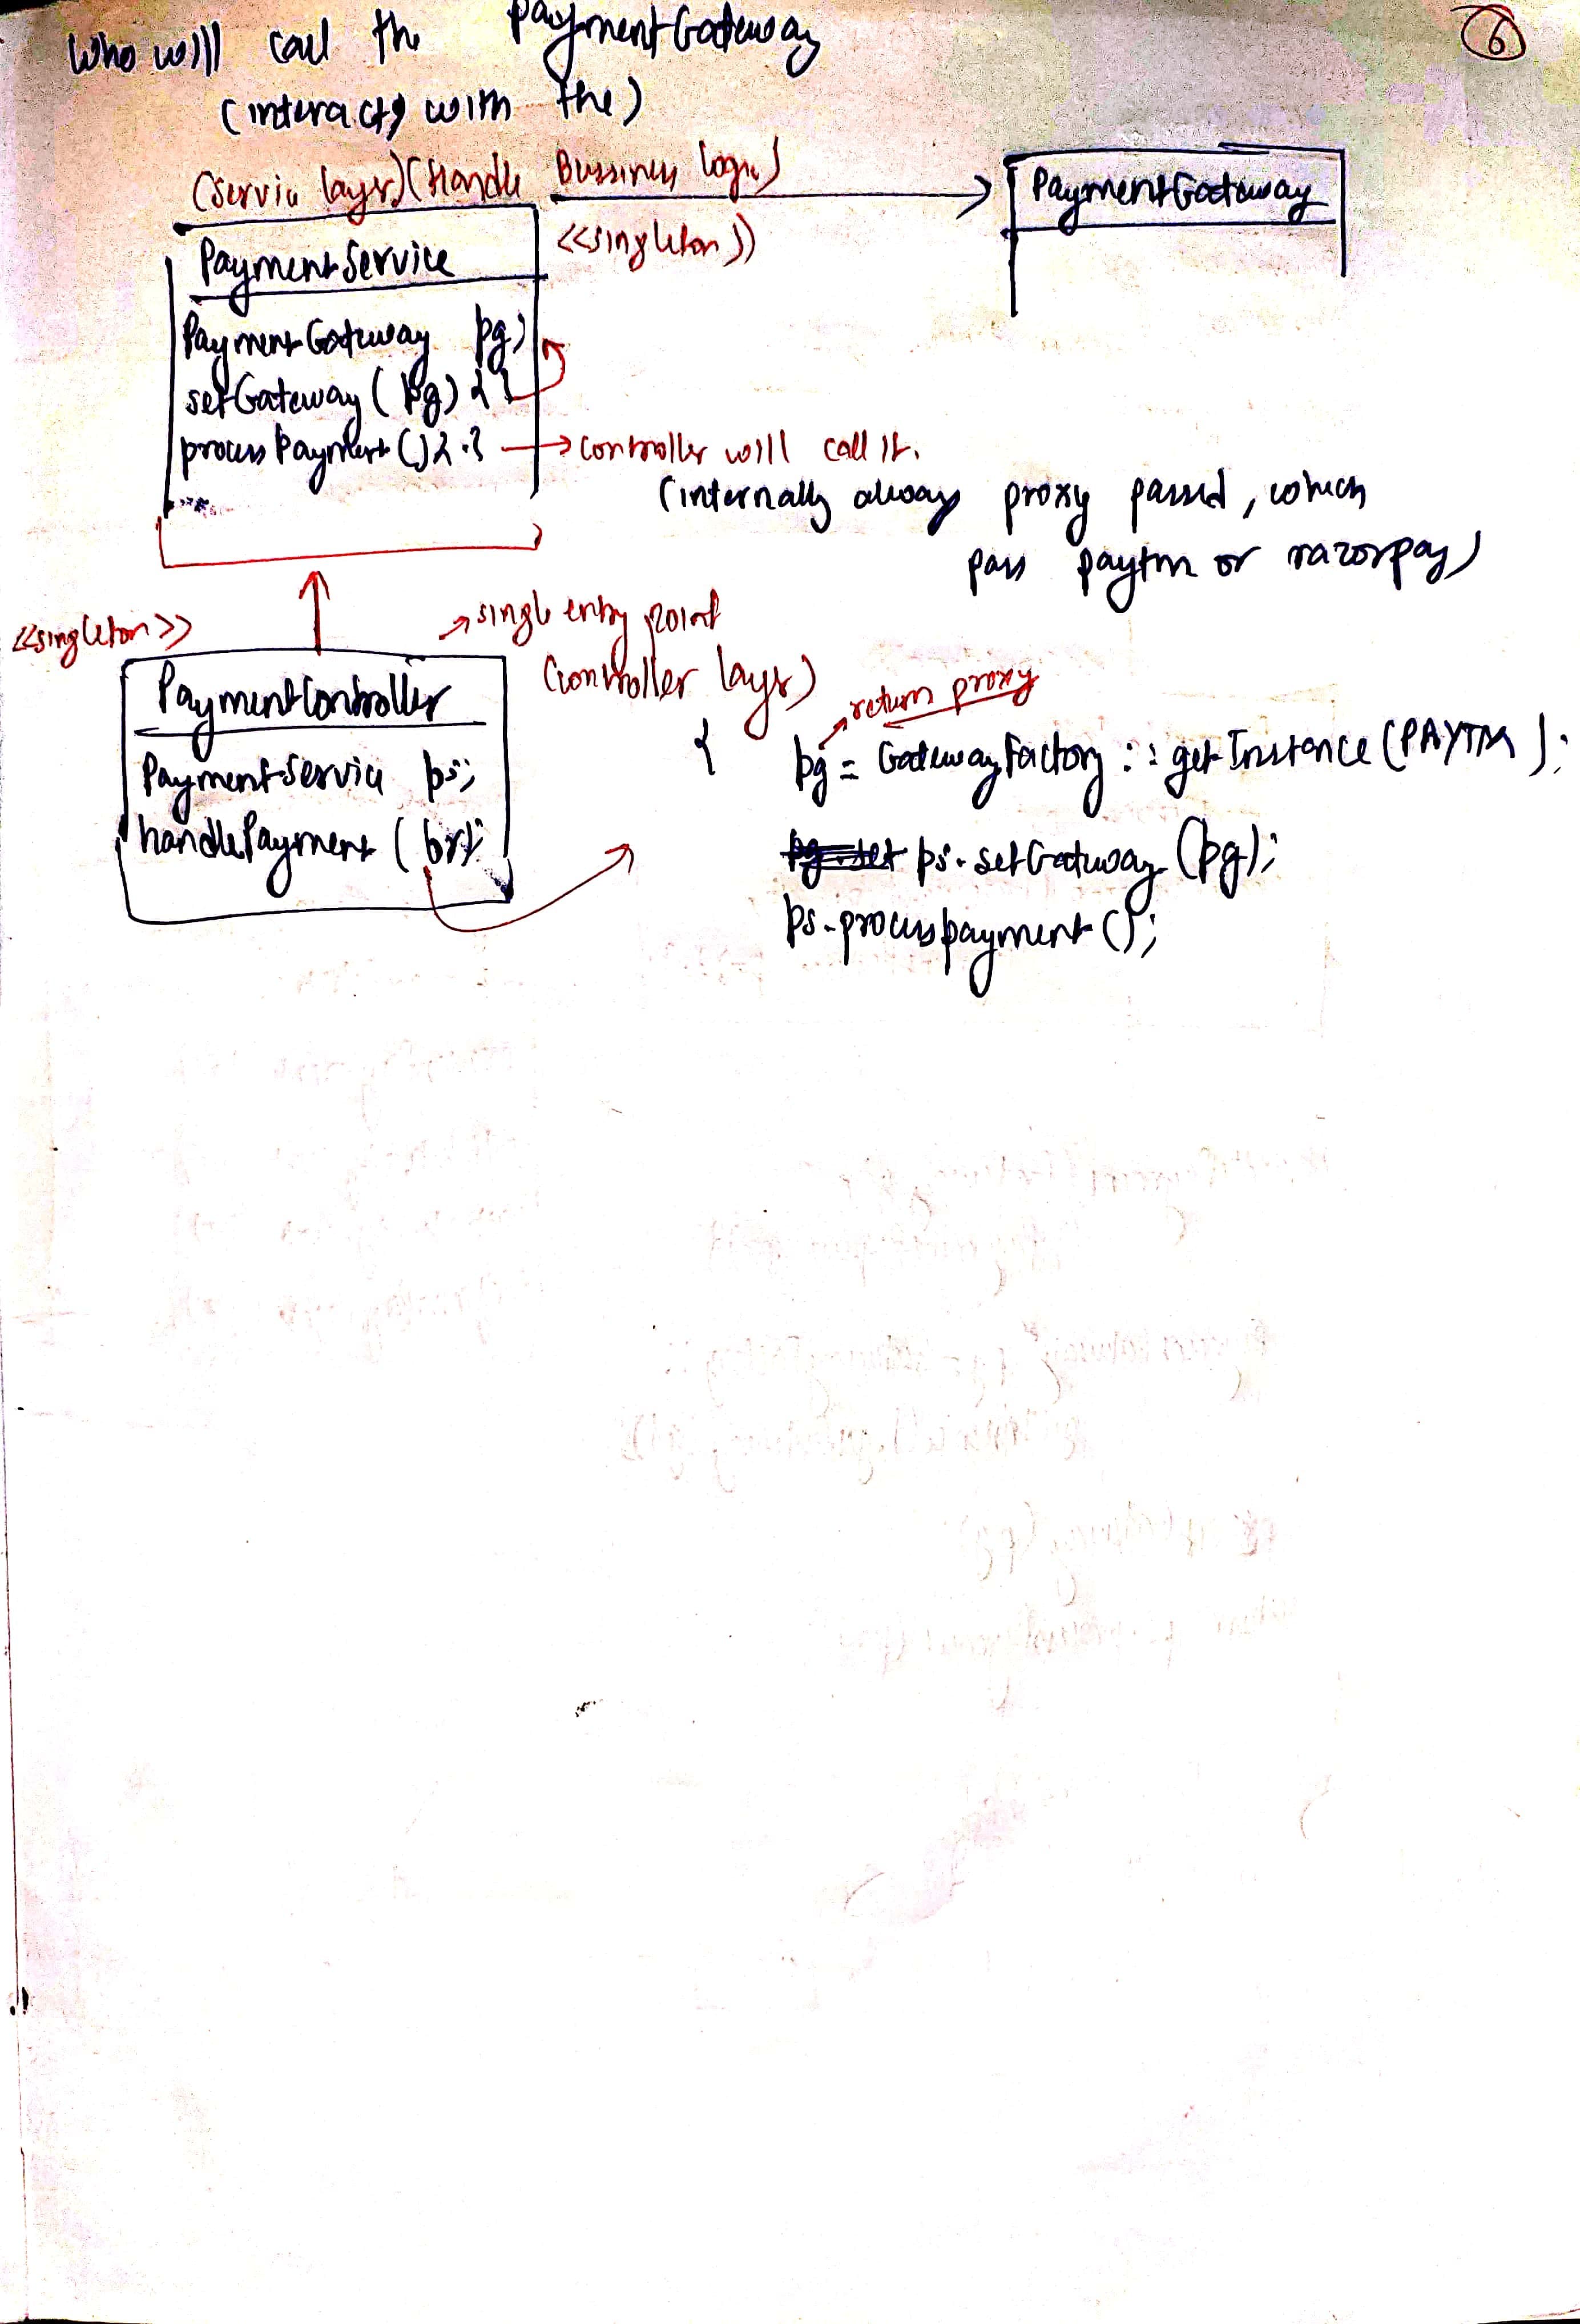 6
Who will call the PaymentGateway
(interacts with the)
(Service layer) (Handle Bussiness logic)
<<singleton>>
PaymentGateway
PaymentService
PaymentGateway pg;
setGateway (pg) { }
processPayment () { } → controller will call it.
(internally always proxy passed, which
pass paytm or razorpay)
<<singleton>>
→ single entry point
(controller layer)
PaymentController
PaymentService ps;
handlePayment ( );
→ return proxy
{ pg = GatewayFactory :: getInstance (PAYTM);
pg.set ps.setGateway (pg);
ps.processpayment ();